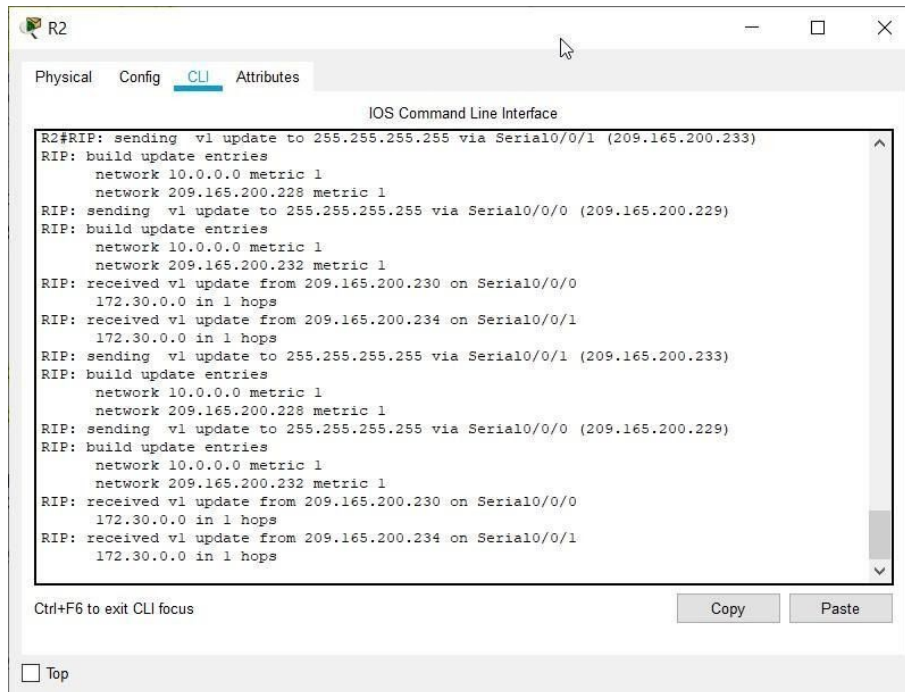 R2
Physical Config CLI Attributes
IOS Command Line Interface
R2#RIP: sending  v1 update to 255.255.255.255 via Serial0/0/1 (209.165.200.233)
RIP: build update entries
      network 10.0.0.0 metric 1
      network 209.165.200.228 metric 1
RIP: sending  v1 update to 255.255.255.255 via Serial0/0/0 (209.165.200.229)
RIP: build update entries
      network 10.0.0.0 metric 1
      network 209.165.200.232 metric 1
RIP: received v1 update from 209.165.200.230 on Serial0/0/0
      172.30.0.0 in 1 hops
RIP: received v1 update from 209.165.200.234 on Serial0/0/1
      172.30.0.0 in 1 hops
RIP: sending  v1 update to 255.255.255.255 via Serial0/0/1 (209.165.200.233)
RIP: build update entries
      network 10.0.0.0 metric 1
      network 209.165.200.228 metric 1
RIP: sending  v1 update to 255.255.255.255 via Serial0/0/0 (209.165.200.229)
RIP: build update entries
      network 10.0.0.0 metric 1
      network 209.165.200.232 metric 1
RIP: received v1 update from 209.165.200.230 on Serial0/0/0
      172.30.0.0 in 1 hops
RIP: received v1 update from 209.165.200.234 on Serial0/0/1
      172.30.0.0 in 1 hops
Ctrl+F6 to exit CLI focus
Copy Paste
Top